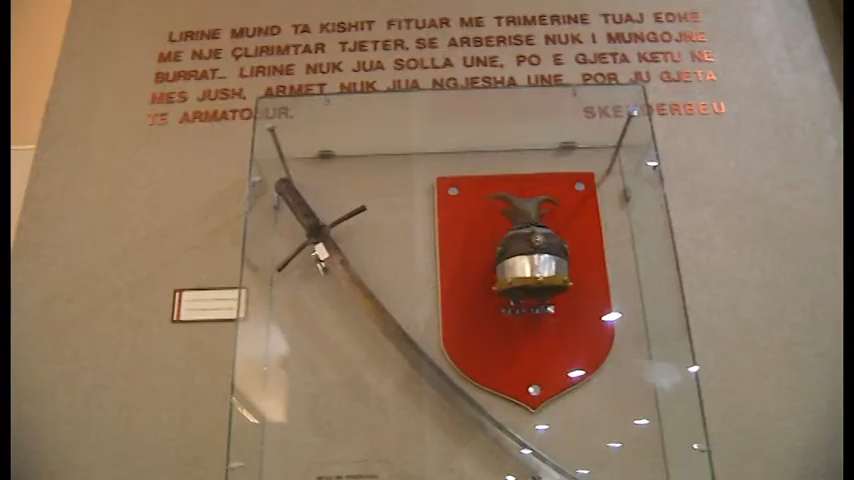 LIRINE MUND TA KISHIT FITUAR ME TRIMERINE TUAJ EDHE
ME NJE ÇLIRIMTAR TJETER, SE ARBERISE NUK I MUNGOJNE
BURRAT... LIRINE NUK JUA SOLLA UNE, PO E GJETA KETU NE
MES JUSH, ARMET NUK JUA NGJESHA UNE, POR JU GJETA
TE ARMATOSUR. SKENDERBEU